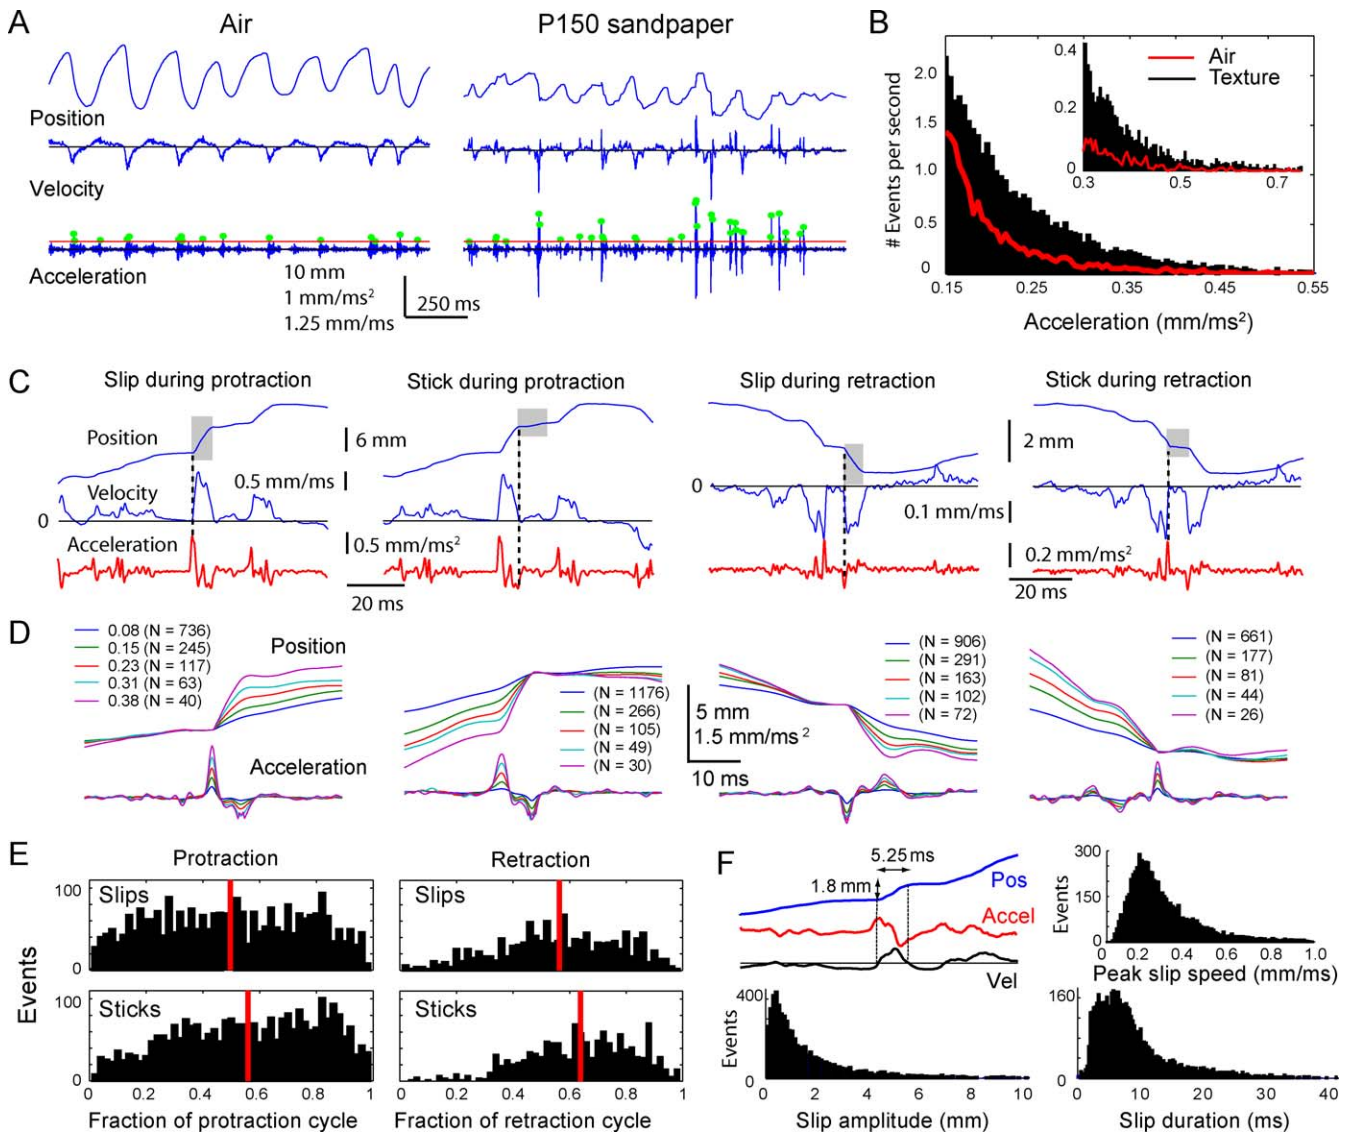 A
Air
P150 sandpaper
Position
Velocity
Acceleration
10 mm
1 mm/ms²
1.25 mm/ms
250 ms
B
# Events per second
2.0
1.5
1.0
0.5
0
0.15
0.25
0.35
0.45
0.55
Acceleration (mm/ms²)
0.4
0.2
0
0.3
0.5
0.7
Air
Texture
C
Slip during protraction
Stick during protraction
Slip during retraction
Stick during retraction
Position
6 mm
2 mm
Velocity
0.5 mm/ms
0
0
0.1 mm/ms
Acceleration
0.5 mm/ms²
0.2 mm/ms²
20 ms
20 ms
D
0.08 (N = 736)
0.15 (N = 245)
0.23 (N = 117)
0.31 (N = 63)
0.38 (N = 40)
Position
Acceleration
(N = 1176)
(N = 266)
(N = 105)
(N = 49)
(N = 30)
5 mm
1.5 mm/ms²
10 ms
(N = 906)
(N = 291)
(N = 163)
(N = 102)
(N = 72)
(N = 661)
(N = 177)
(N = 81)
(N = 44)
(N = 26)
E
Protraction
Retraction
Events
100
0
Slips
Slips
100
0
Sticks
Sticks
0 0.2 0.4 0.6 0.8 1
0 0.2 0.4 0.6 0.8 1
Fraction of protraction cycle
Fraction of retraction cycle
F
5.25 ms
1.8 mm
Pos
Accel
Vel
Events
300
150
0
0 0.2 0.4 0.6 1.0
Peak slip speed (mm/ms)
Events
400
0
0 2 4 6 8 10
Slip amplitude (mm)
Events
160
0
0 10 20 30 40
Slip duration (ms)